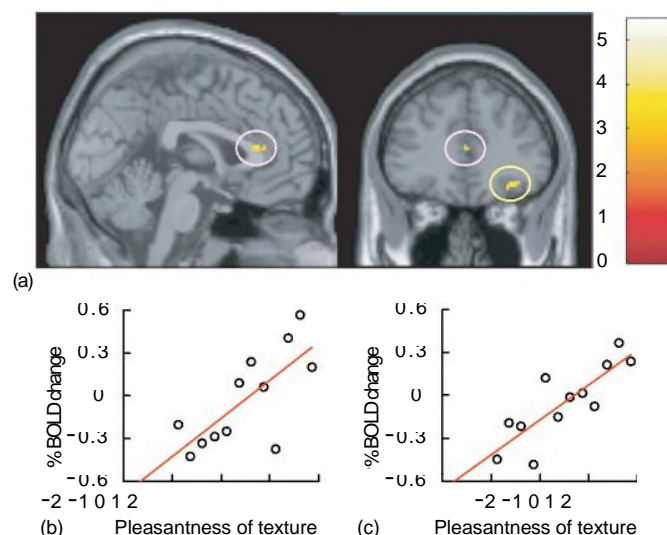 5
4
3
2
1
0
(a)
0.6
0.3
0
-0.3
-0.6
% BOLD change
−2 −1 0 1 2
(b) Pleasantness of texture
0.6
0.3
0
-0.3
-0.6
% BOLD change
−2 −1 0 1 2
(c) Pleasantness of texture